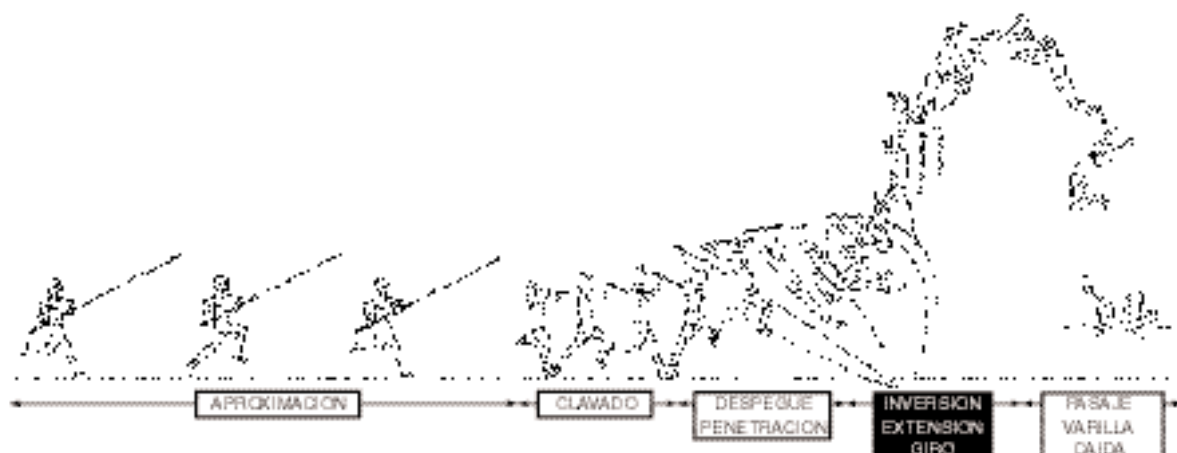 APROXIMACION
CLAVADO
DESPEGUE
PENETRACION
INVERSION
EXTENSION
GIRO
PASAJE
VARILLA
CAIDA